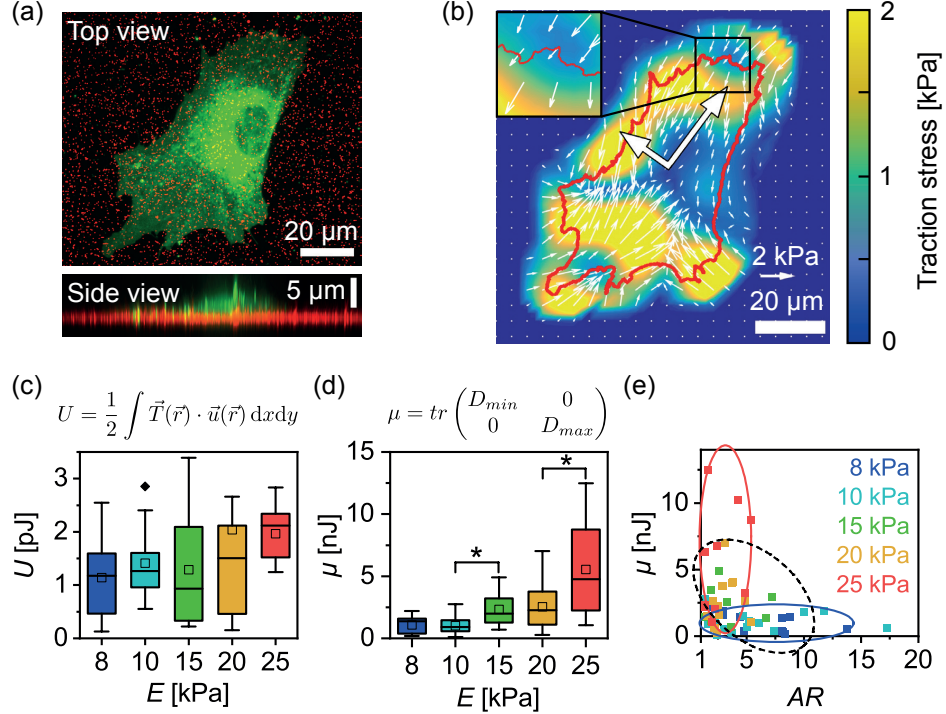 (a)
Top view
20 µm
Side view
5 µm
(b)
2 kPa
20 µm
2
1
0
Traction stress [kPa]
(c)
U = 1/2 ∫ T⃗(r⃗) · u⃗(r⃗) dxdy
3
2
1
0
U [pJ]
8 10 15 20 25
E [kPa]
(d)
μ = tr ( D_min 0
0 D_max )
15
10
5
0
μ [nJ]
*
*
8 10 15 20 25
E [kPa]
(e)
8 kPa
10 kPa
15 kPa
20 kPa
25 kPa
10
5
0
μ [nJ]
1 5 10 15 20
AR